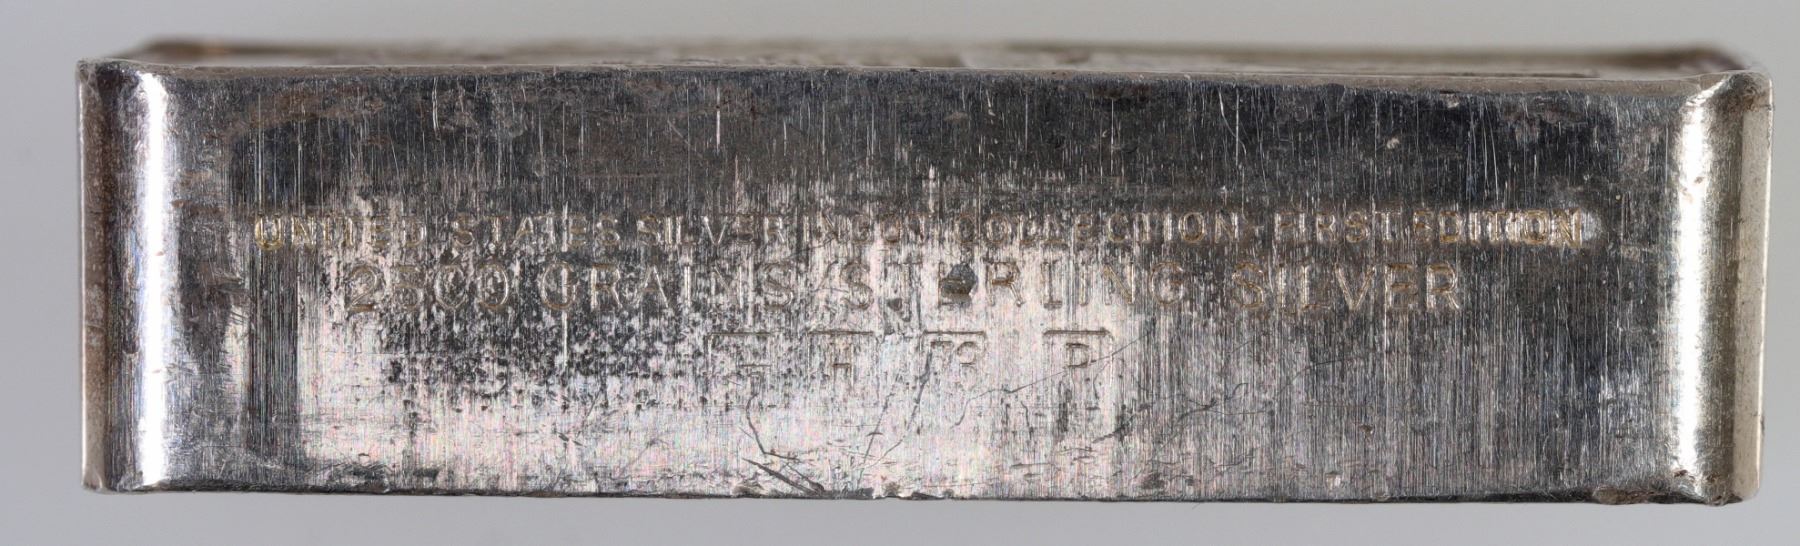 UNITED STATES SILVER INGOT COLLECTION-FIRST EDITION
2500 GRAINS/STERLING SILVER
H P